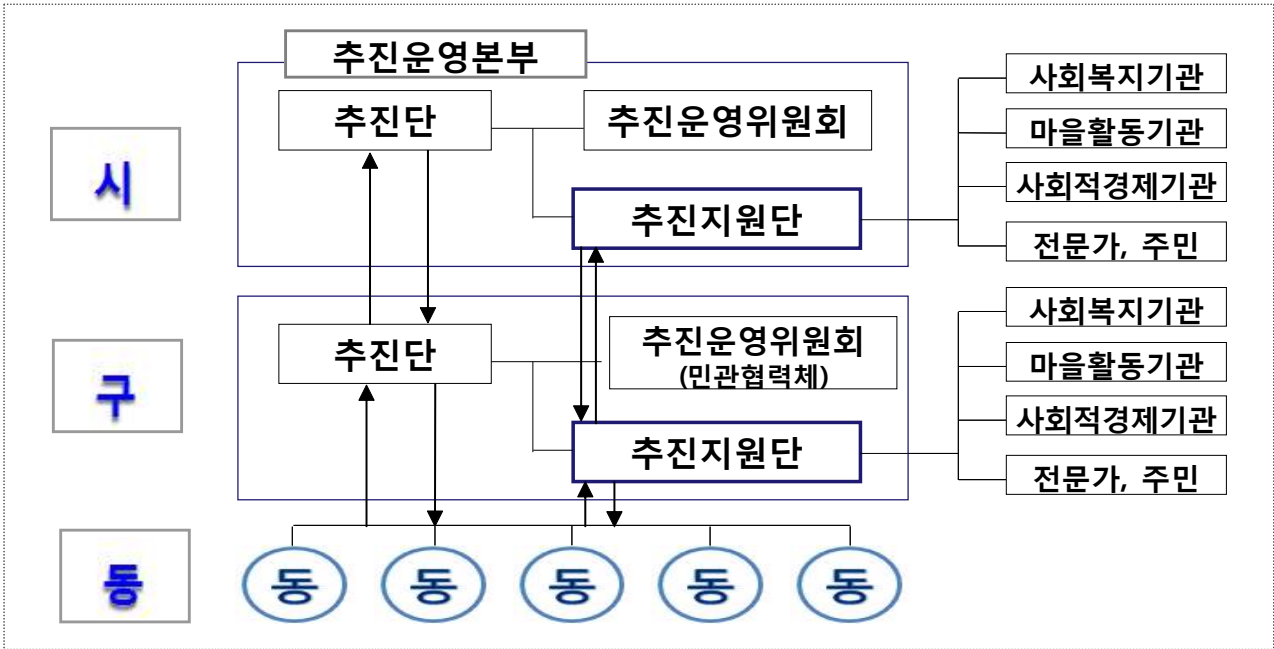 추진운영본부
시
추진단
추진운영위원회
추진지원단
사회복지기관
마을활동기관
사회적경제기관
전문가, 주민
구
추진단
추진운영위원회
(민관협력체)
추진지원단
사회복지기관
마을활동기관
사회적경제기관
전문가, 주민
동
동 동 동 동 동